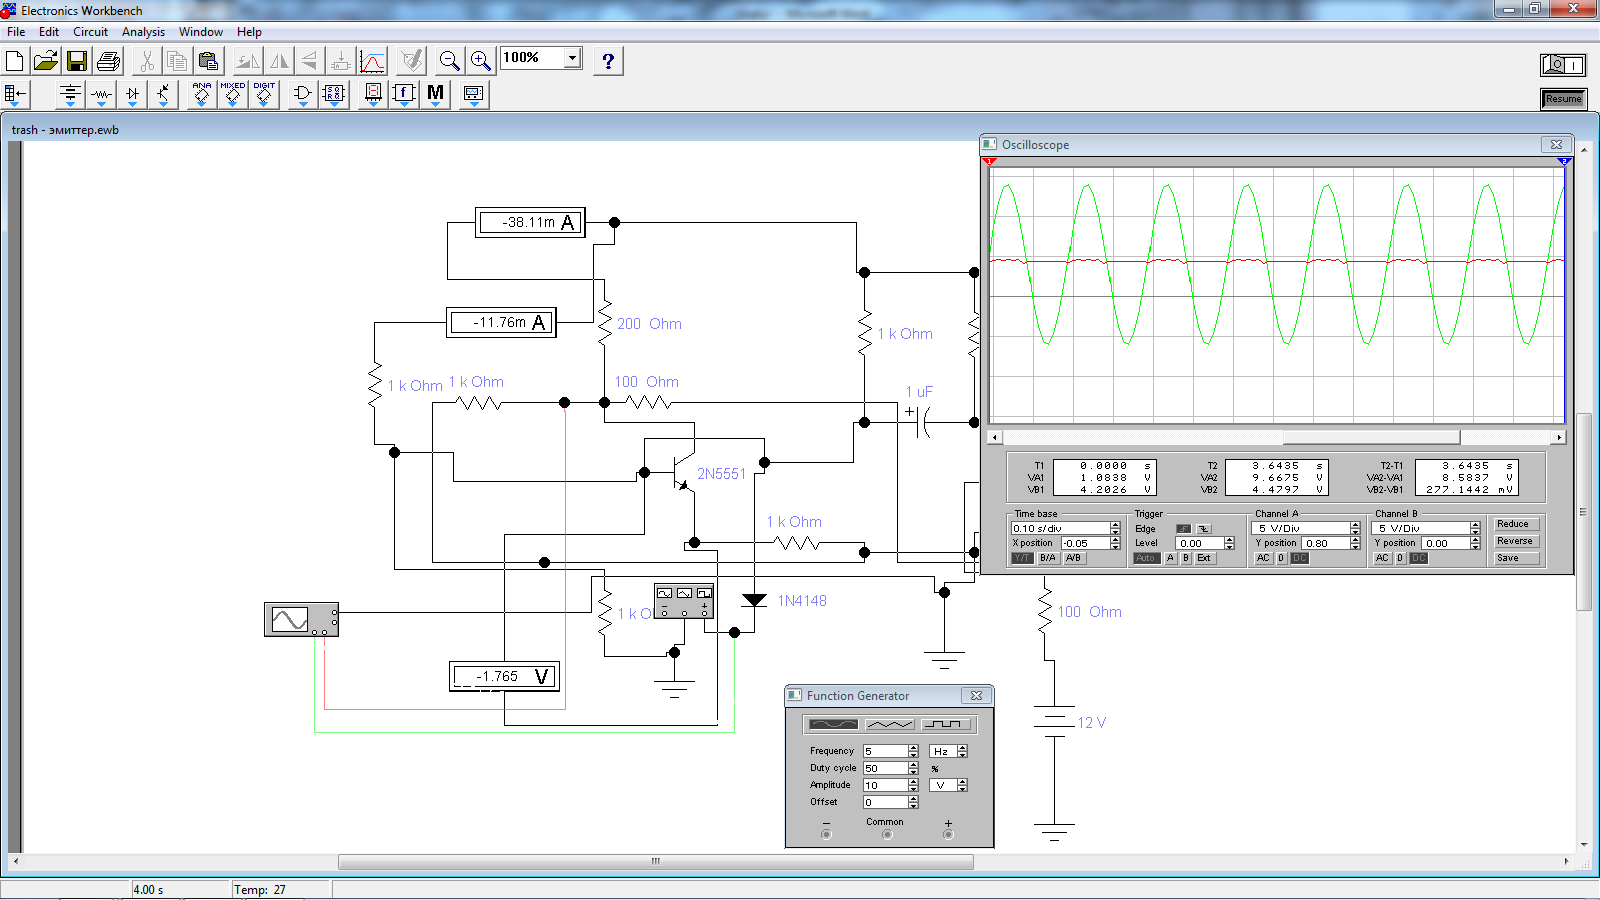 Electronics Workbench
File Edit Circuit Analysis Window Help
100%
?
ANA MIXED DIGIT
f M
Resume
trash - эмиттер.ewb
Oscilloscope
1 2
-38.11m A
-11.76m A
200 Ohm
1 k Ohm
1 k Ohm 1 k Ohm 100 Ohm
1 uF
+
2N5551
1 k Ohm
1 k O
1N4148
-1.765 V
100 Ohm
12 V
T1 0.0000 s T2 3.6435 s T2-T1 3.6435 s
VA1 1.0838 V VA2 9.6675 V VA2-VA1 8.5837 V
VB1 4.2026 V VB2 4.4797 V VB2-VB1 277.1442 mV
Time base Trigger Channel A Channel B
0.10 s/div Edge 5 V/Div 5 V/Div Reduce
X position -0.05 Level 0.00 Y position 0.80 Y position 0.00 Reverse
Y/T B/A A/B Auto A B Ext AC 0 DC AC 0 DC Save
Function Generator
Frequency 5 Hz
Duty cycle 50 %
Amplitude 10 V
Offset 0
− Common +
4.00 s Temp: 27